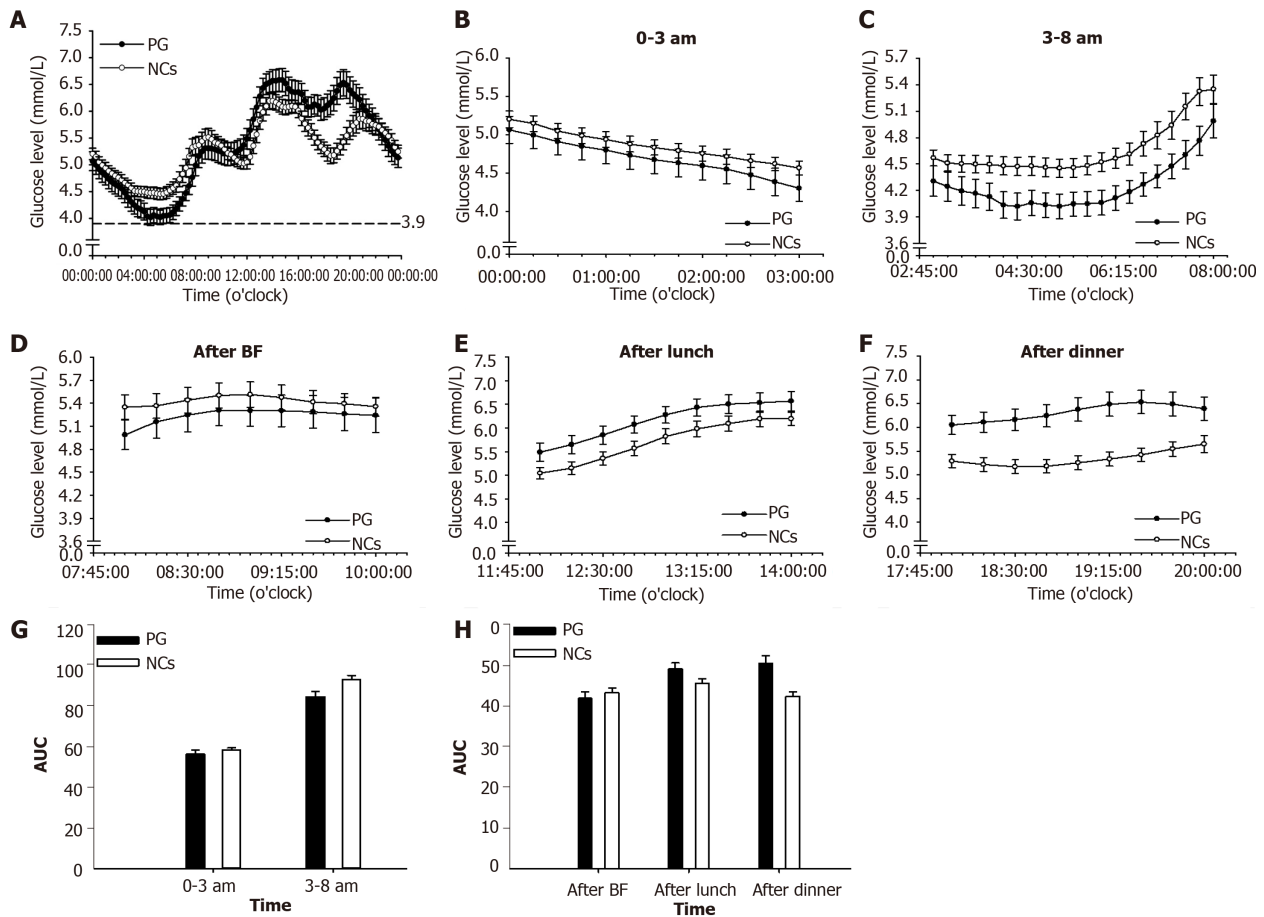 A
Glucose level (mmol/L)
7.5
7.0
6.5
6.0
5.5
5.0
4.5
4.0
0.0
PG
NCs
3.9
00:00:00 04:00:00 08:00:00 12:00:00 16:00:00 20:00:00 00:00:00
Time (o'clock)
B
0-3 am
Glucose level (mmol/L)
6.0
5.5
5.0
4.5
4.0
0.0
PG
NCs
00:00:00 01:00:00 02:00:00 03:00:00
Time (o'clock)
C
3-8 am
Glucose level (mmol/L)
5.7
5.4
5.1
4.8
4.5
4.2
3.9
3.6
0.0
PG
NCs
02:45:00 04:30:00 06:15:00 08:00:00
Time (o'clock)
D
After BF
Glucose level (mmol/L)
6.0
5.7
5.4
5.1
4.8
4.5
4.2
3.9
3.6
0.0
PG
NCs
07:45:00 08:30:00 09:15:00 10:00:00
Time (o'clock)
E
After lunch
Glucose level (mmol/L)
7.5
7.0
6.5
6.0
5.5
5.0
4.5
4.0
0.0
PG
NCs
11:45:00 12:30:00 13:15:00 14:00:00
Time (o'clock)
F
After dinner
Glucose level (mmol/L)
7.5
7.0
6.5
6.0
5.5
5.0
4.5
4.0
0.0
PG
NCs
17:45:00 18:30:00 19:15:00 20:00:00
Time (o'clock)
G
AUC
120
100
80
60
40
20
0
PG
NCs
0-3 am 3-8 am
Time
H
AUC
0
50
40
30
20
10
0
PG
NCs
After BF After lunch After dinner
Time